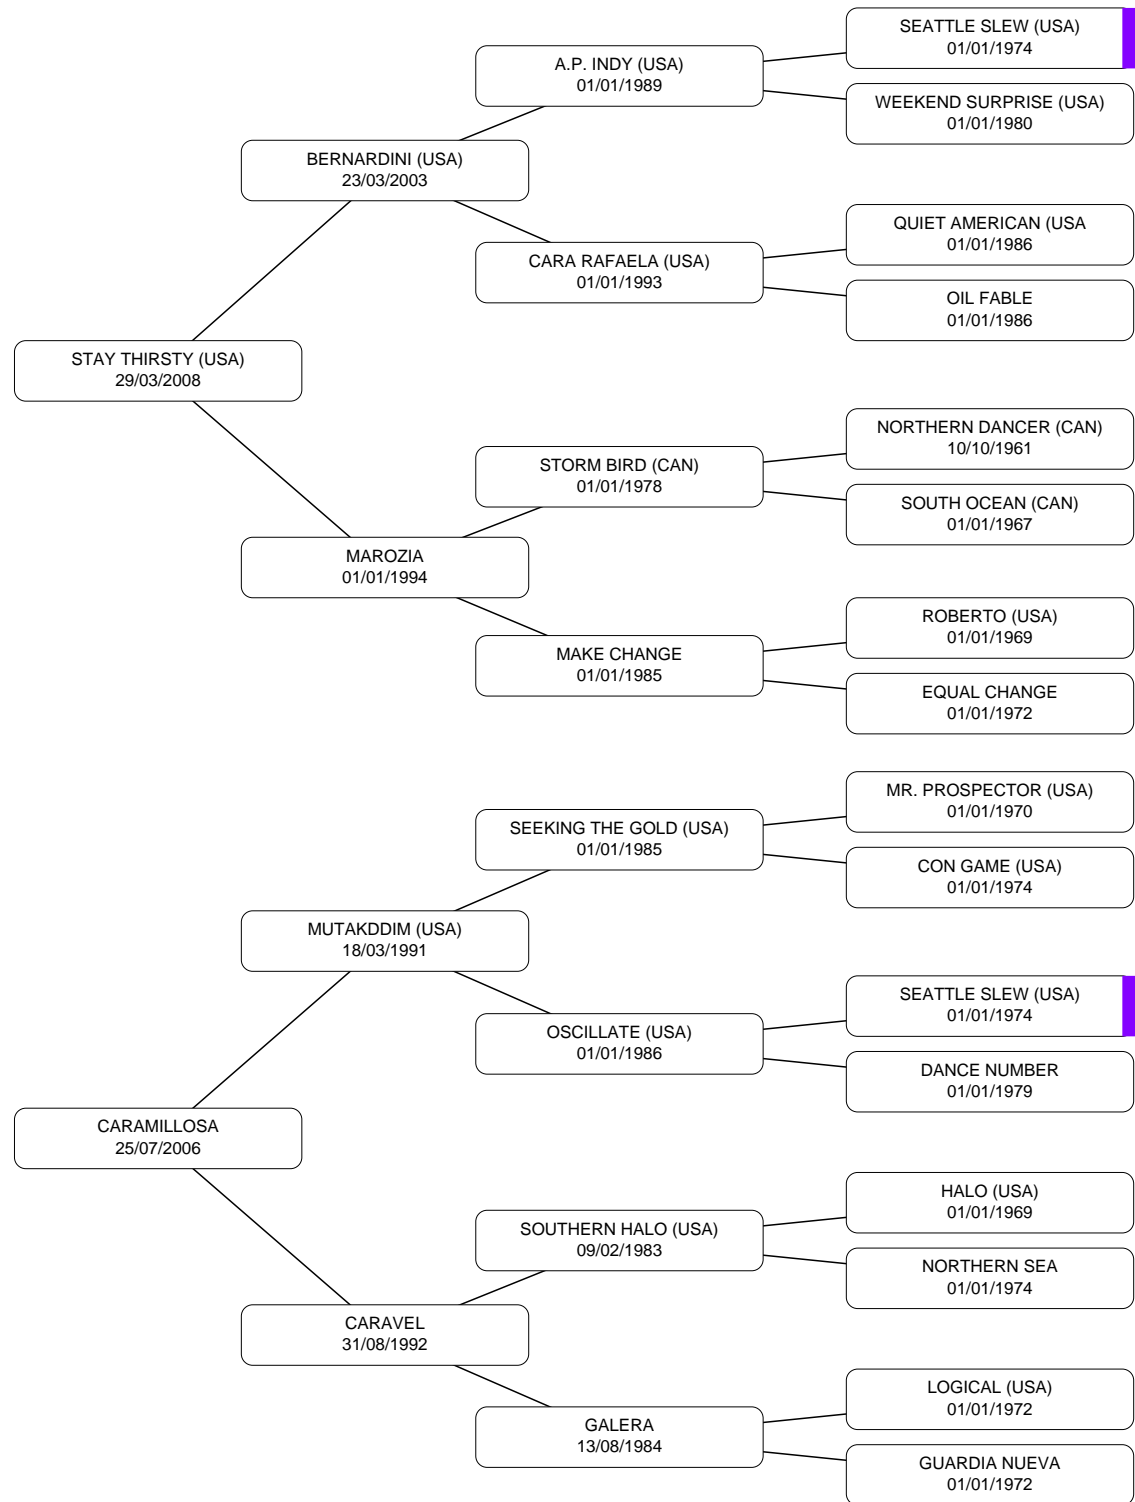 SEATTLE SLEW (USA)
01/01/1974
A.P. INDY (USA)
01/01/1989
WEEKEND SURPRISE (USA)
01/01/1980
BERNARDINI (USA)
23/03/2003
QUIET AMERICAN (USA
01/01/1986
CARA RAFAELA (USA)
01/01/1993
OIL FABLE
01/01/1986
STAY THIRSTY (USA)
29/03/2008
NORTHERN DANCER (CAN)
10/10/1961
STORM BIRD (CAN)
01/01/1978
SOUTH OCEAN (CAN)
01/01/1967
MAROZIA
01/01/1994
ROBERTO (USA)
01/01/1969
MAKE CHANGE
01/01/1985
EQUAL CHANGE
01/01/1972
MR. PROSPECTOR (USA)
01/01/1970
SEEKING THE GOLD (USA)
01/01/1985
CON GAME (USA)
01/01/1974
MUTAKDDIM (USA)
18/03/1991
SEATTLE SLEW (USA)
01/01/1974
OSCILLATE (USA)
01/01/1986
DANCE NUMBER
01/01/1979
CARAMILLOSA
25/07/2006
HALO (USA)
01/01/1969
SOUTHERN HALO (USA)
09/02/1983
NORTHERN SEA
01/01/1974
CARAVEL
31/08/1992
LOGICAL (USA)
01/01/1972
GALERA
13/08/1984
GUARDIA NUEVA
01/01/1972